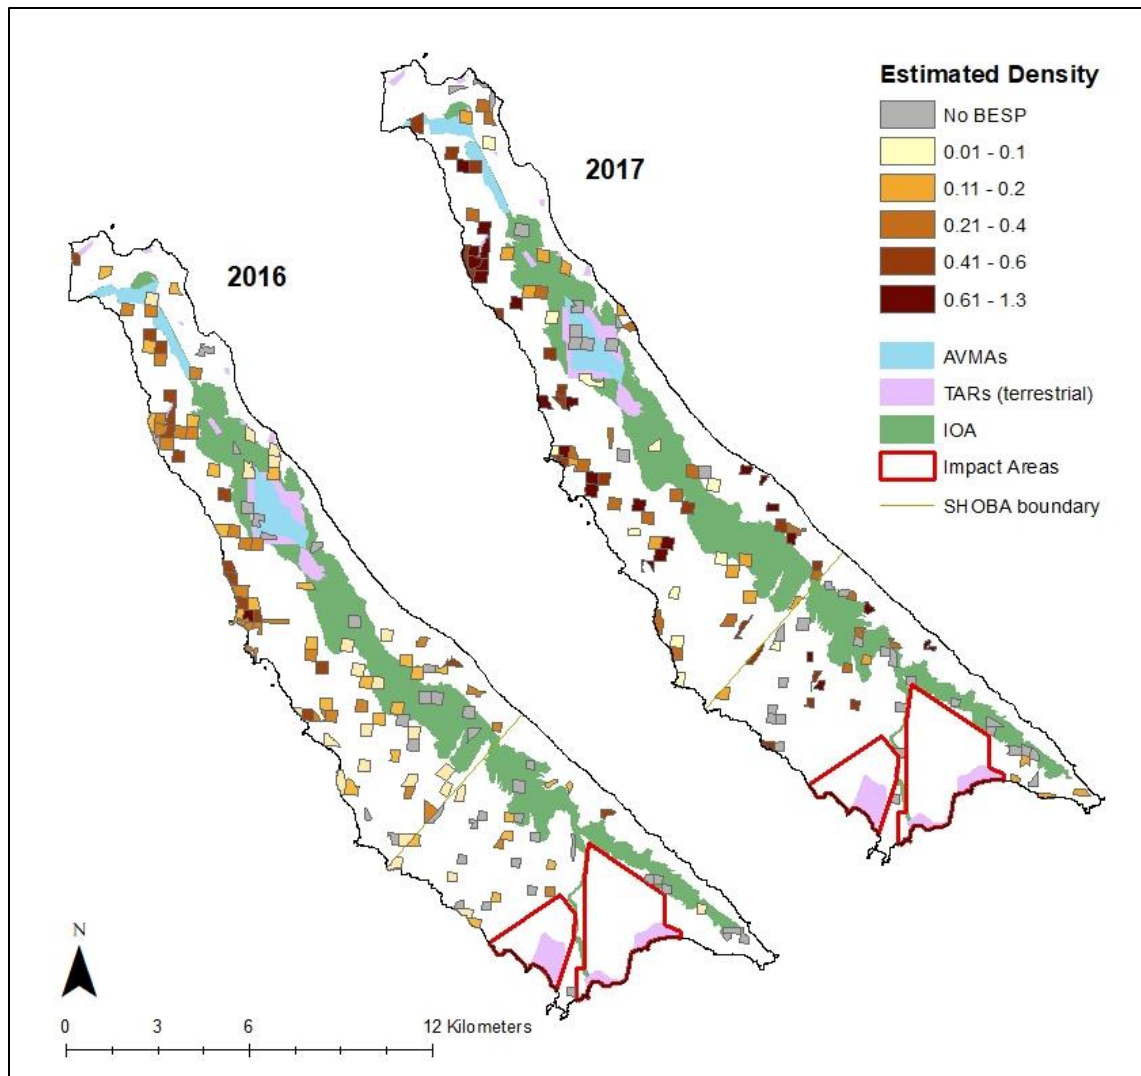 Estimated Density
No BESP
0.01 - 0.1
0.11 - 0.2
0.21 - 0.4
0.41 - 0.6
0.61 - 1.3
AVMAs
TARs (terrestrial)
IOA
Impact Areas
SHOBA boundary
2017
2016
N
0 3 6 12 Kilometers